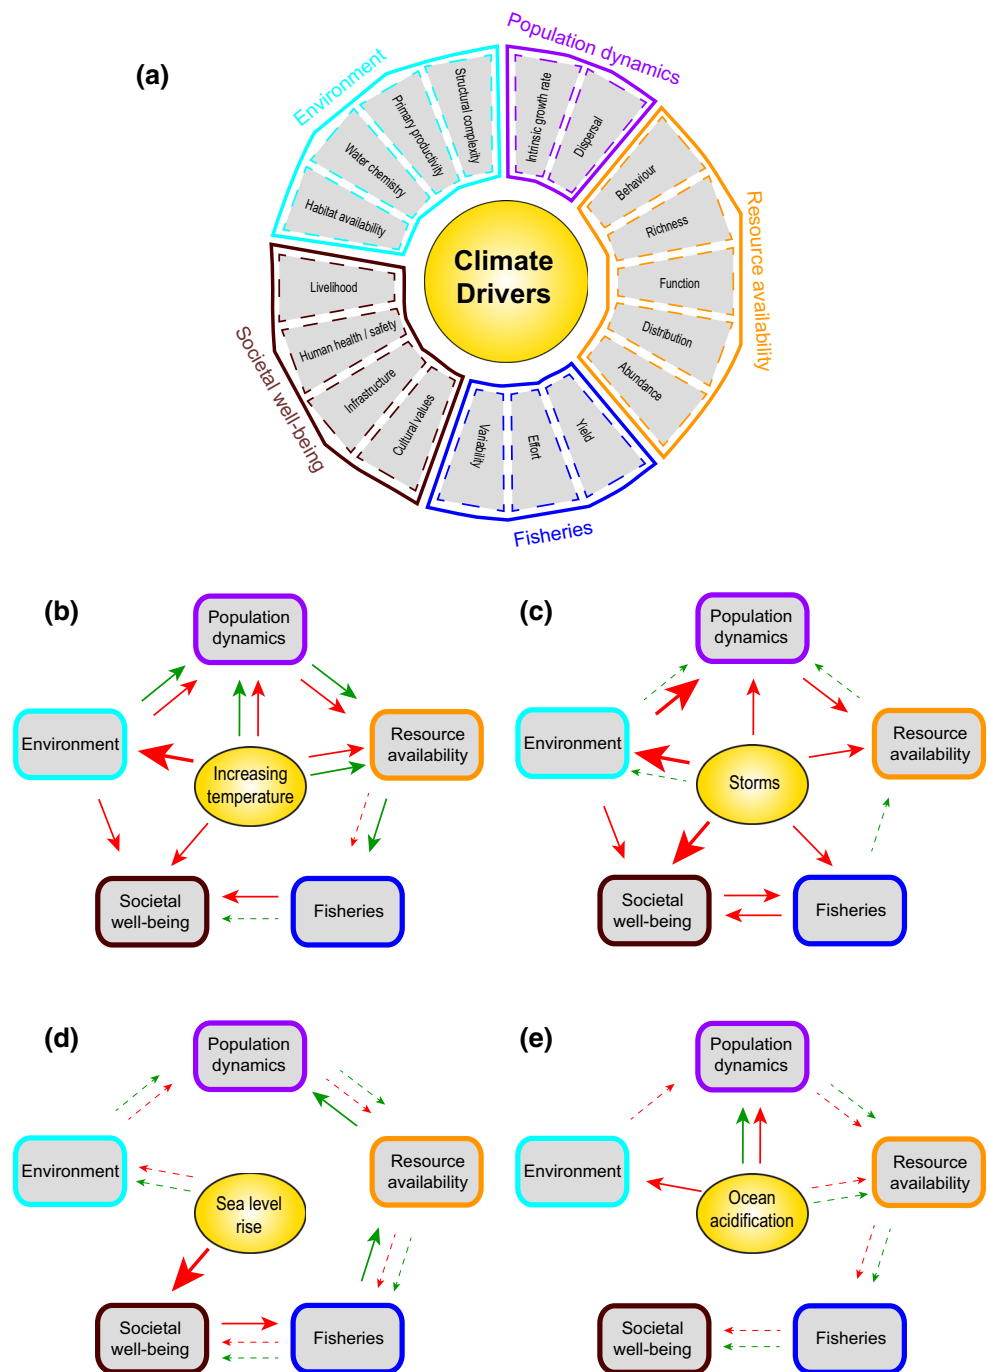 (a)
Environment
Population dynamics
Resource availability
Fisheries
Societal well-being
Structural complexity
Primary productivity
Water chemistry
Habitat availability
Intrinsic growth rate
Dispersal
Behaviour
Richness
Function
Distribution
Abundance
Yield
Effort
Variability
Cultural values
Infrastructure
Human health / safety
Livelihood
Climate
Drivers
(b)
Population
dynamics
Environment
Increasing
temperature
Resource
availability
Societal
well-being
Fisheries
(c)
Population
dynamics
Environment
Storms
Resource
availability
Societal
well-being
Fisheries
(d)
Population
dynamics
Environment
Sea level
rise
Resource
availability
Societal
well-being
Fisheries
(e)
Population
dynamics
Environment
Ocean
acidification
Resource
availability
Societal
well-being
Fisheries